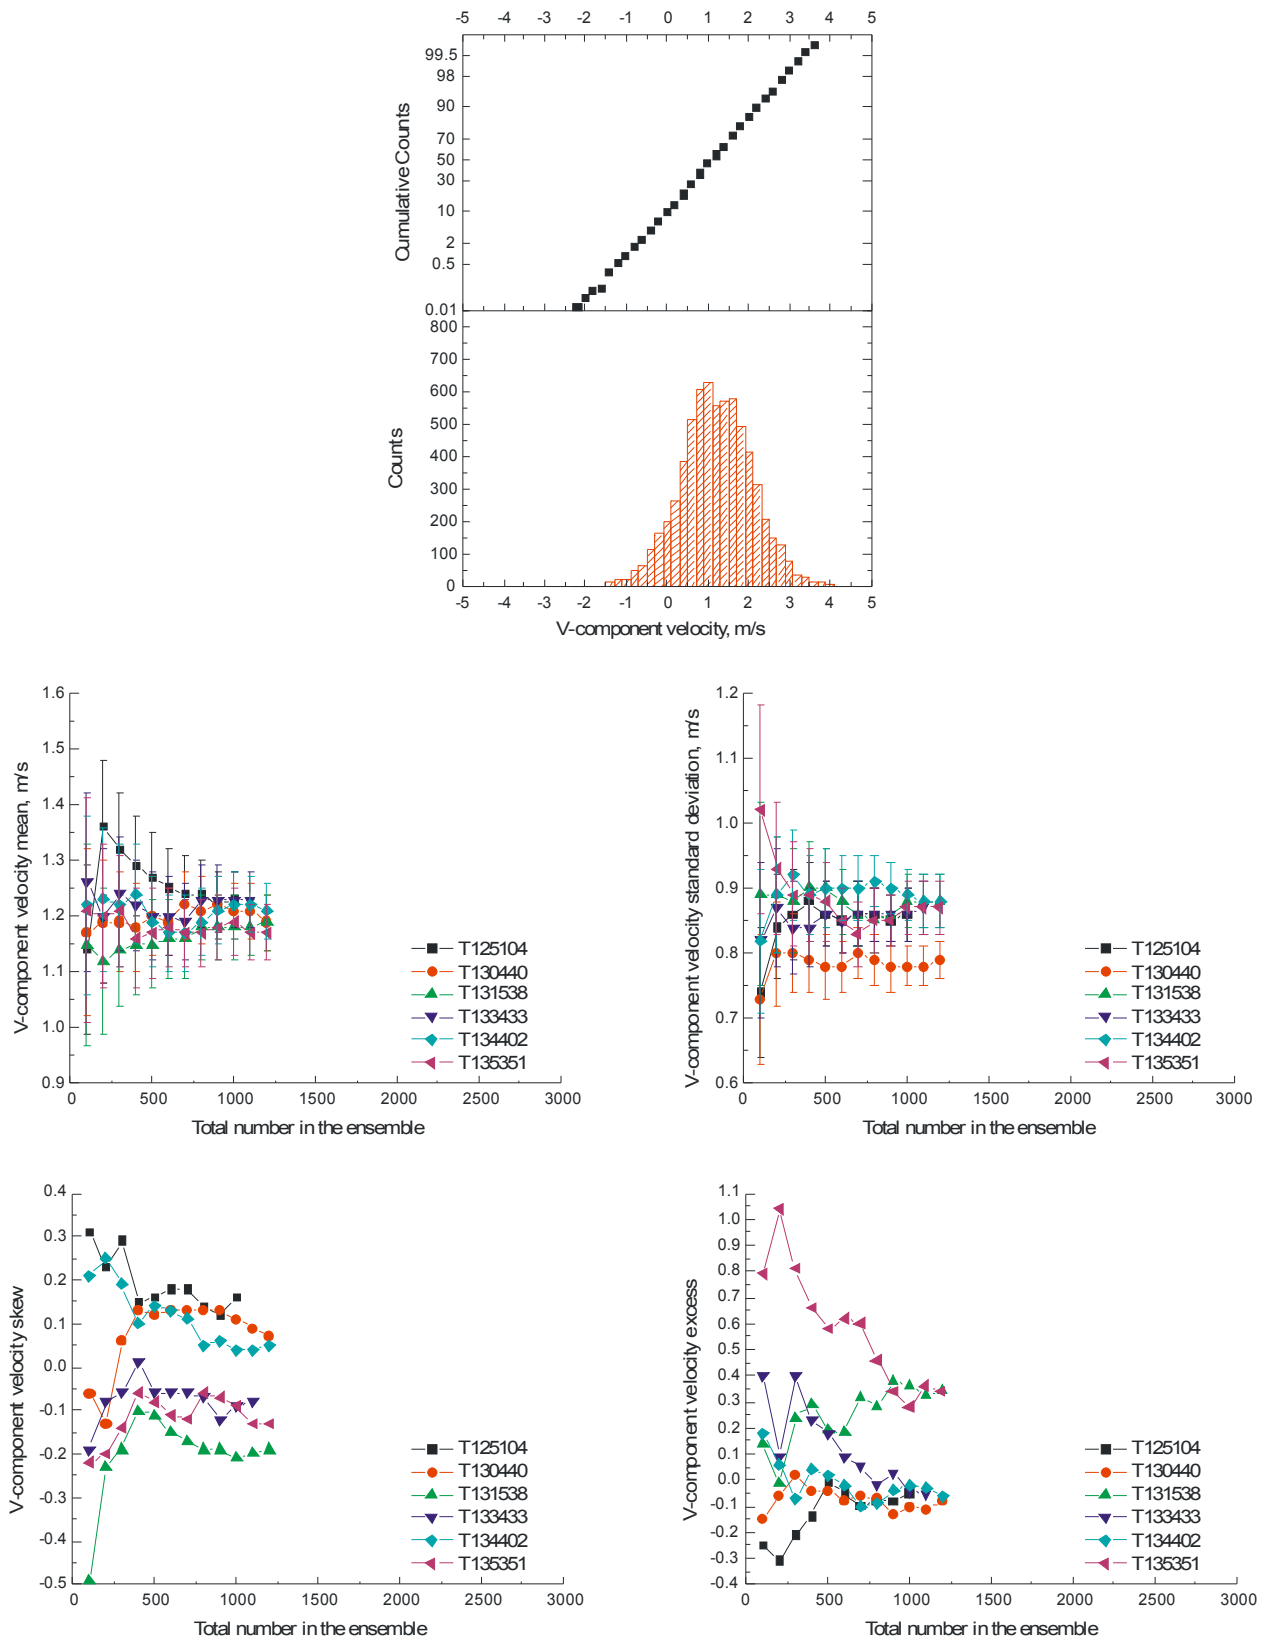 -5 -4 -3 -2 -1 0 1 2 3 4 5
99.5
98
90
70
50
30
10
2
0.5
0.01
Cumulative Counts
800
700
600
500
400
300
200
100
0
Counts
-5 -4 -3 -2 -1 0 1 2 3 4 5
V-component velocity, m/s
1.6
1.5
1.4
1.3
1.2
1.1
1.0
0.9
V-component velocity mean, m/s
T125104
T130440
T131538
T133433
T134402
T135351
0 500 1000 1500 2000 2500 3000
Total number in the ensemble
1.2
1.1
1.0
0.9
0.8
0.7
0.6
V-component velocity standard deviation, m/s
T125104
T130440
T131538
T133433
T134402
T135351
0 500 1000 1500 2000 2500 3000
Total number in the ensemble
0.4
0.3
0.2
0.1
0.0
-0.1
-0.2
-0.3
-0.4
-0.5
V-component velocity skew
T125104
T130440
T131538
T133433
T134402
T135351
0 500 1000 1500 2000 2500 3000
Total number in the ensemble
1.1
1.0
0.9
0.8
0.7
0.6
0.5
0.4
0.3
0.2
0.1
0.0
-0.1
-0.2
-0.3
-0.4
V-component velocity excess
T125104
T130440
T131538
T133433
T134402
T135351
0 500 1000 1500 2000 2500 3000
Total number in the ensemble